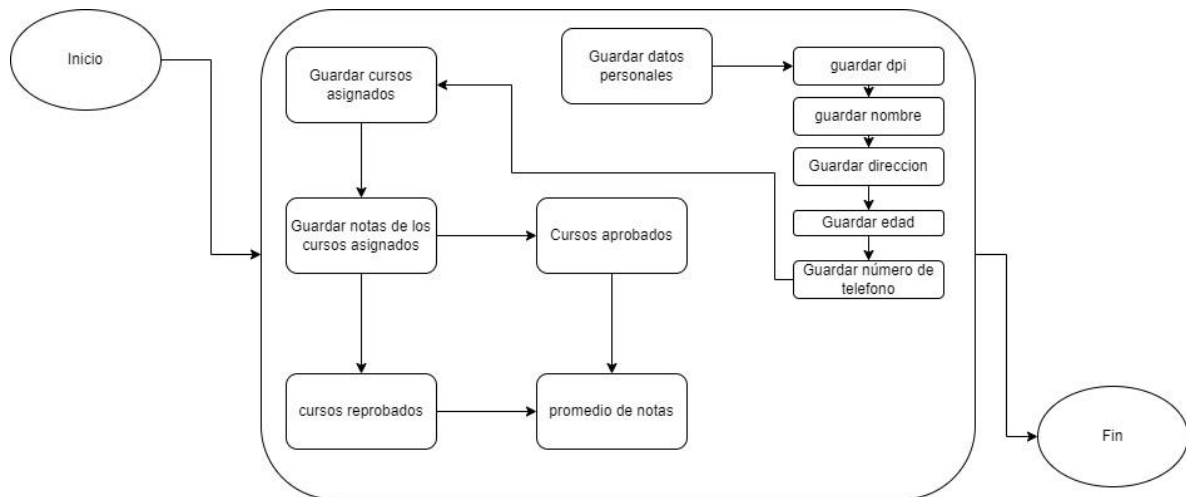 Inicio
Guardar cursos
asignados
Guardar datos
personales
guardar dpi
guardar nombre
Guardar direccion
Guardar edad
Guardar número de
telefono
Guardar notas de los
cursos asignados
Cursos aprobados
cursos reprobados
promedio de notas
Fin